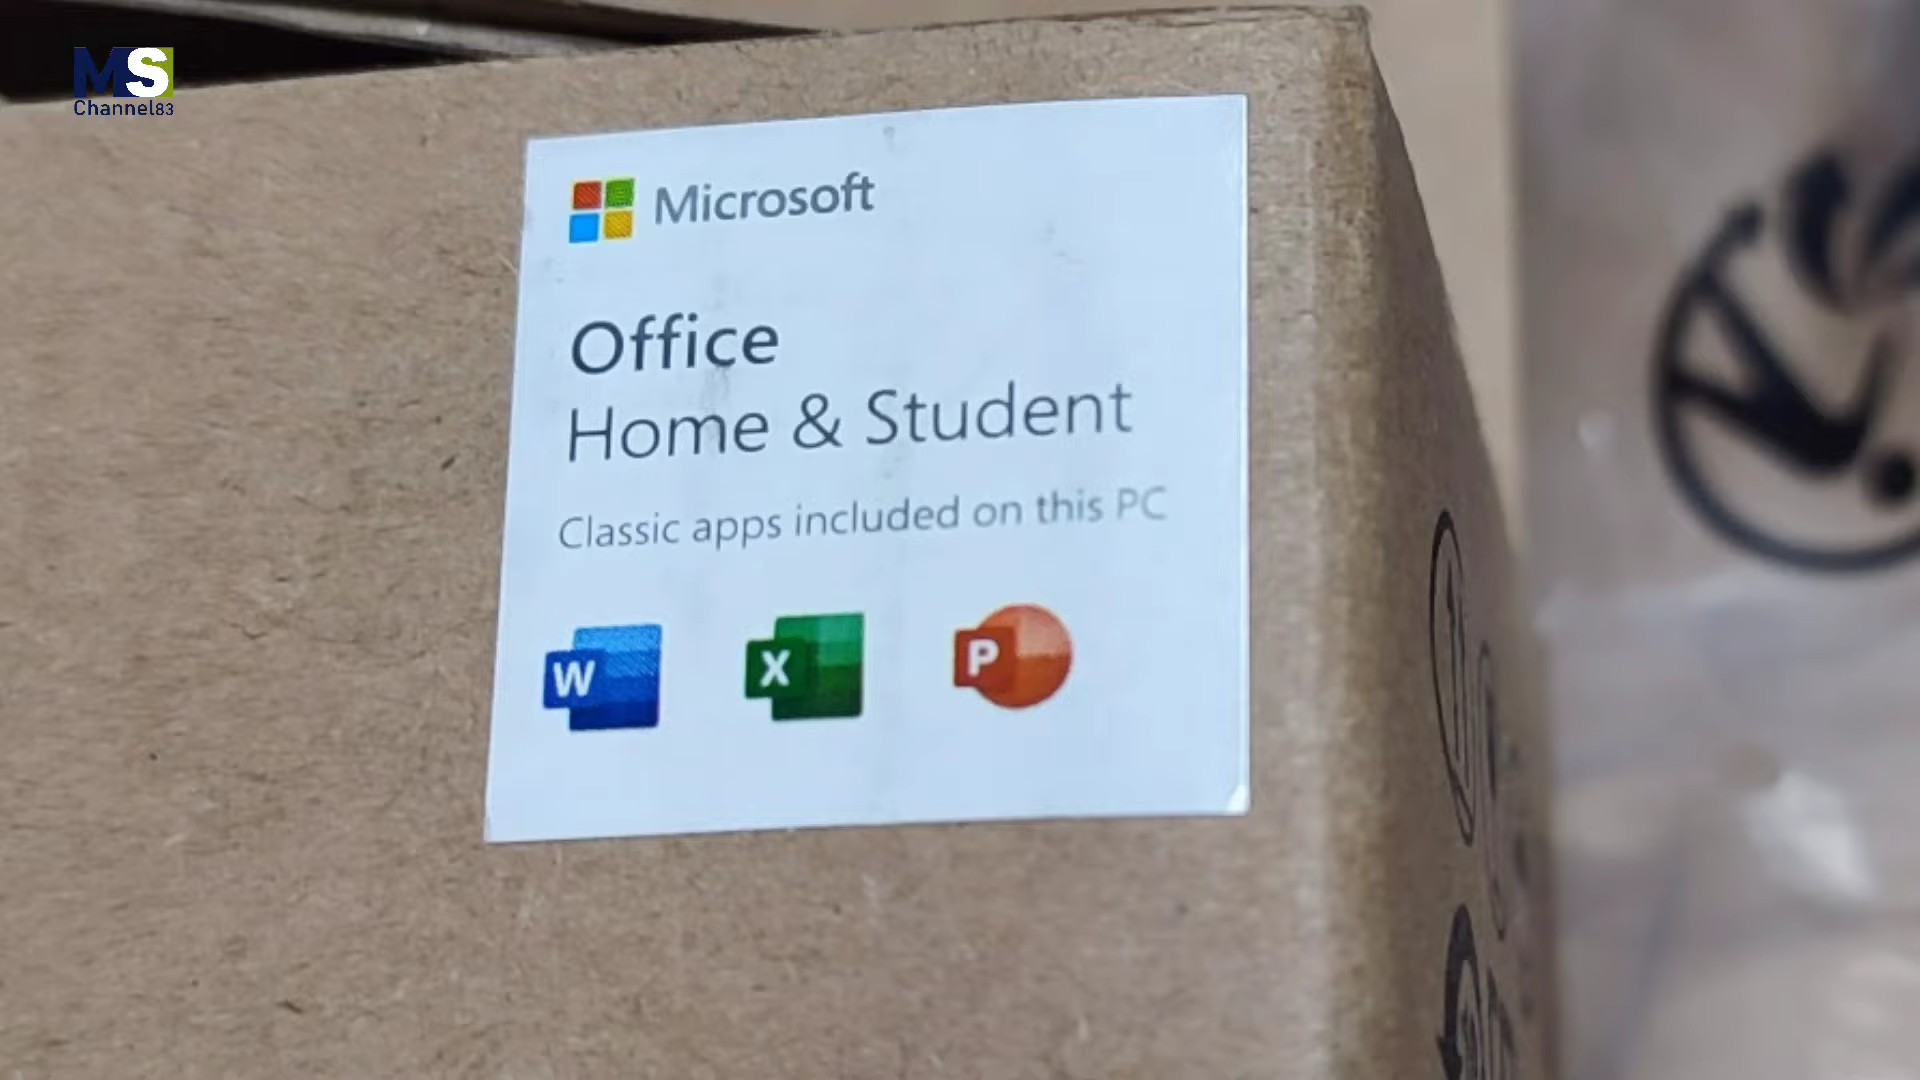 MS
Channel83
Microsoft
Office
Home & Student
Classic apps included on this PC
W X P